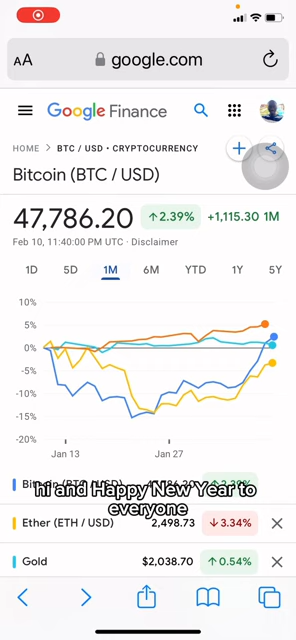 AA google.com
Google Finance
HOME > BTC / USD • CRYPTOCURRENCY
Bitcoin (BTC / USD)
47,786.20 ↑2.39% +1,115.30 1M
Feb 10, 11:40:00 PM UTC · Disclaimer
1D 5D 1M 6M YTD 1Y 5Y
10%
5%
0%
-5%
-10%
-15%
-20%
Jan 13 Jan 27
hi and Happy New Year to
everyone
Ether (ETH / USD) 2,498.73 ↓3.34%
Gold $2,038.70 ↑0.54%